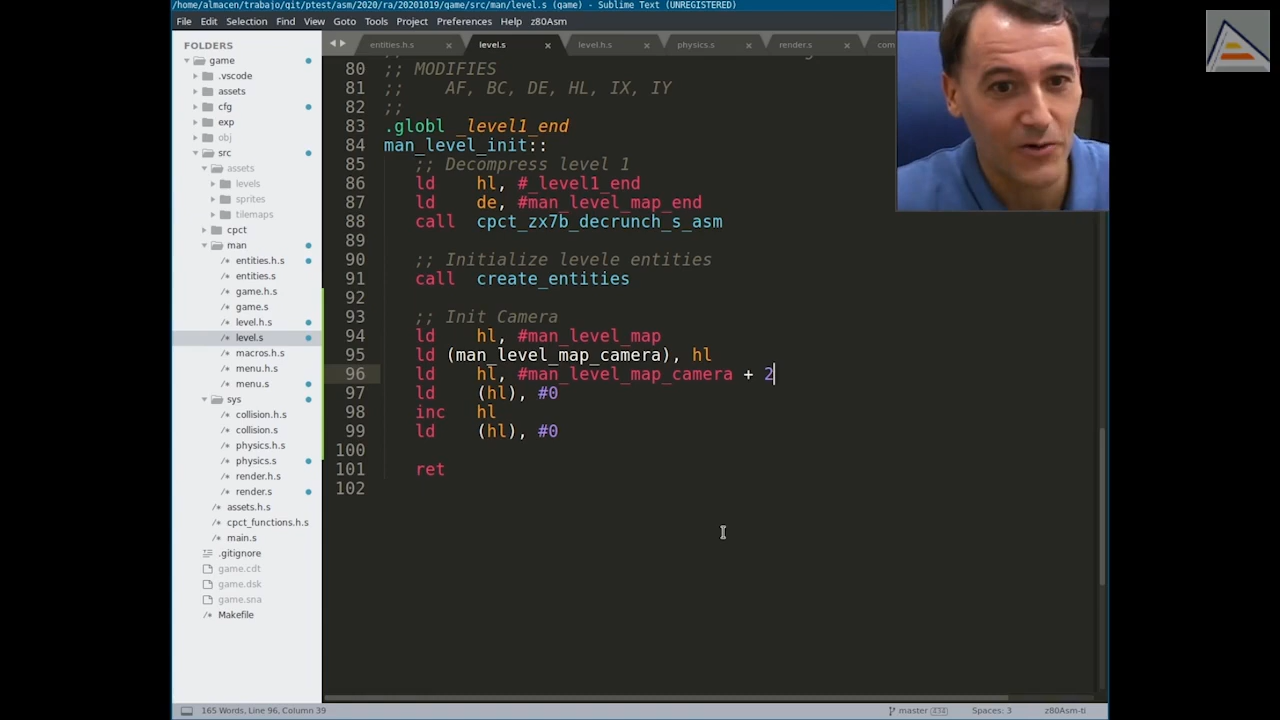 /home/almacen/trabajo/git/ptest/asm/2020/ra/20201019/game/src/man/level.s (game) - Sublime Text (UNREGISTERED)
File Edit Selection Find View Goto Tools Project Preferences Help z80Asm
FOLDERS
game
.vscode
assets
cfg
exp
obj
src
assets
levels
sprites
tilemaps
cpct
man
entities.h.s
entities.s
game.h.s
game.s
level.h.s
level.s
macros.h.s
menu.h.s
menu.s
sys
collision.h.s
collision.s
physics.h.s
physics.s
render.h.s
render.s
assets.h.s
cpct_functions.h.s
main.s
.gitignore
game.cdt
game.dsk
game.sna
Makefile
entities.h.s level.s level.h.s physics.s render.s com
80 ;; MODIFIES
81 ;; AF, BC, DE, HL, IX, IY
82 ;;
83 .globl _level1_end
84 man_level_init::
85 ;; Decompress level 1
86 ld hl, #_level1_end
87 ld de, #man_level_map_end
88 call cpct_zx7b_decrunch_s_asm
89
90 ;; Initialize levele entities
91 call create_entities
92
93 ;; Init Camera
94 ld hl, #man_level_map
95 ld (man_level_map_camera), hl
96 ld hl, #man_level_map_camera + 2
97 ld (hl), #0
98 inc hl
99 ld (hl), #0
100
101 ret
102
165 Words, Line 96, Column 39
master 434
Spaces: 3
z80Asm-ti